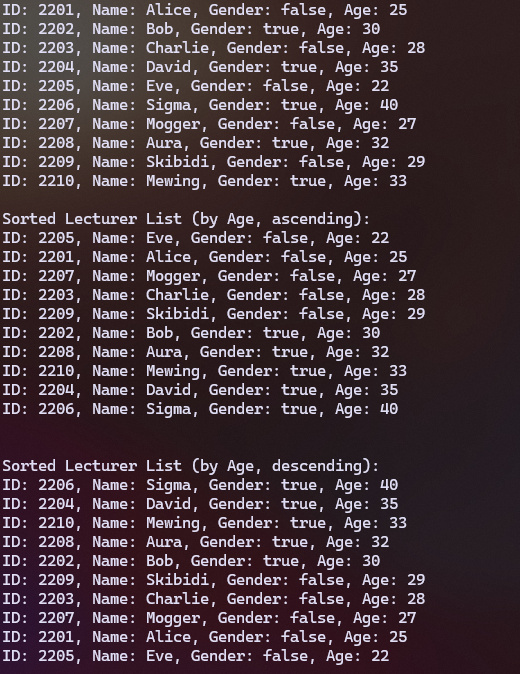 ID: 2201, Name: Alice, Gender: false, Age: 25
ID: 2202, Name: Bob, Gender: true, Age: 30
ID: 2203, Name: Charlie, Gender: false, Age: 28
ID: 2204, Name: David, Gender: true, Age: 35
ID: 2205, Name: Eve, Gender: false, Age: 22
ID: 2206, Name: Sigma, Gender: true, Age: 40
ID: 2207, Name: Mogger, Gender: false, Age: 27
ID: 2208, Name: Aura, Gender: true, Age: 32
ID: 2209, Name: Skibidi, Gender: false, Age: 29
ID: 2210, Name: Mewing, Gender: true, Age: 33
Sorted Lecturer List (by Age, ascending):
ID: 2205, Name: Eve, Gender: false, Age: 22
ID: 2201, Name: Alice, Gender: false, Age: 25
ID: 2207, Name: Mogger, Gender: false, Age: 27
ID: 2203, Name: Charlie, Gender: false, Age: 28
ID: 2209, Name: Skibidi, Gender: false, Age: 29
ID: 2202, Name: Bob, Gender: true, Age: 30
ID: 2208, Name: Aura, Gender: true, Age: 32
ID: 2210, Name: Mewing, Gender: true, Age: 33
ID: 2204, Name: David, Gender: true, Age: 35
ID: 2206, Name: Sigma, Gender: true, Age: 40
Sorted Lecturer List (by Age, descending):
ID: 2206, Name: Sigma, Gender: true, Age: 40
ID: 2204, Name: David, Gender: true, Age: 35
ID: 2210, Name: Mewing, Gender: true, Age: 33
ID: 2208, Name: Aura, Gender: true, Age: 32
ID: 2202, Name: Bob, Gender: true, Age: 30
ID: 2209, Name: Skibidi, Gender: false, Age: 29
ID: 2203, Name: Charlie, Gender: false, Age: 28
ID: 2207, Name: Mogger, Gender: false, Age: 27
ID: 2201, Name: Alice, Gender: false, Age: 25
ID: 2205, Name: Eve, Gender: false, Age: 22